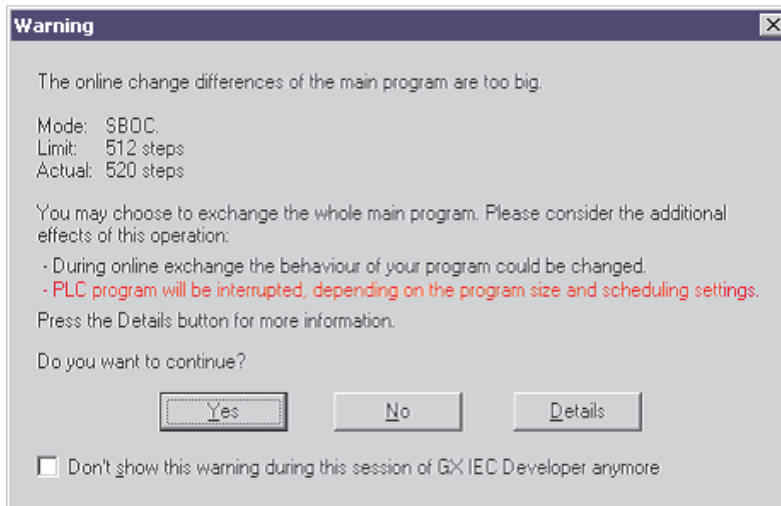 Warning
The online change differences of the main program are too big.
Mode: SBOC.
Limit: 512 steps
Actual: 520 steps
You may choose to exchange the whole main program. Please consider the additional
effects of this operation:
- During online exchange the behaviour of your program could be changed.
- PLC program will be interrupted, depending on the program size and scheduling settings.
Press the Details button for more information.
Do you want to continue?
Yes No Details
Don't show this warning during this session of GX IEC Developer anymore